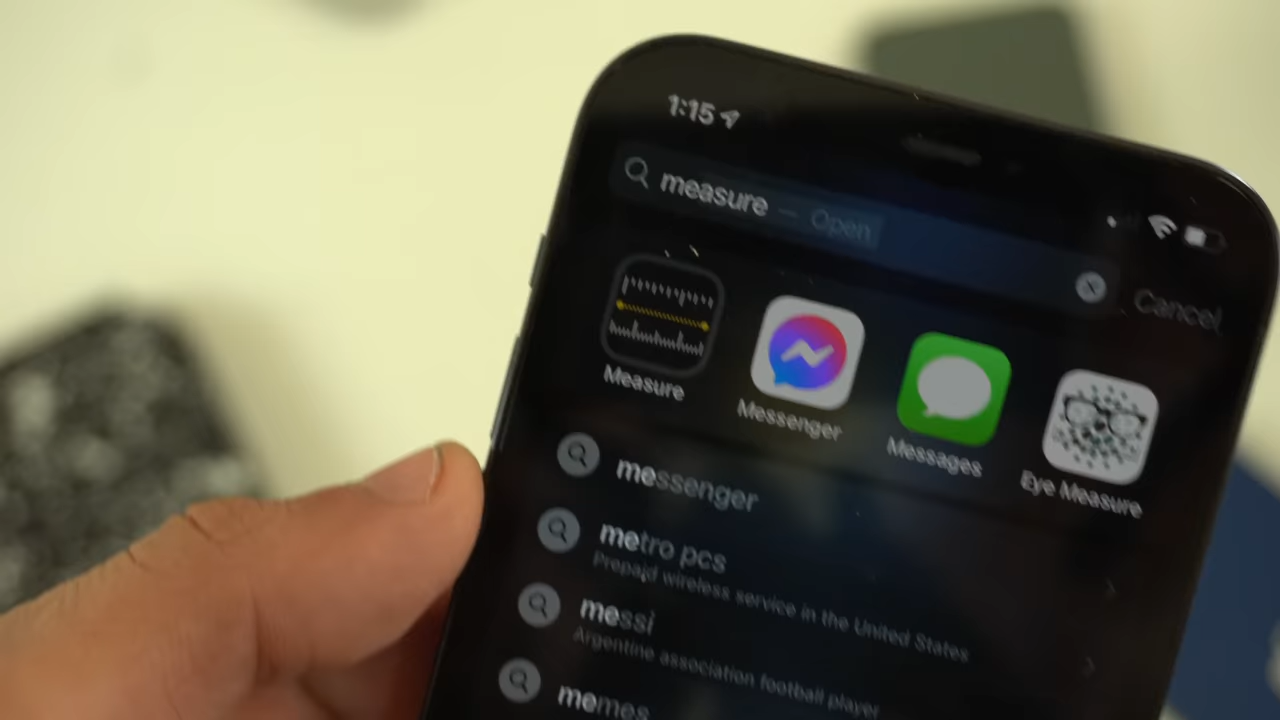 1:15
measure — Open
Cancel
Measure
Messenger
Messages
Eye Measure
messenger
metro pcs
Prepaid wireless service in the United States
messi
Argentine association football player
memes